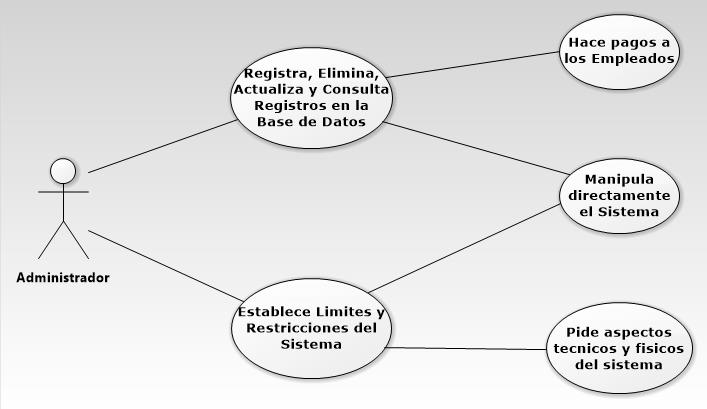 Hace pagos a
los Empleados
Registra, Elimina,
Actualiza y Consulta
Registros en la
Base de Datos
Manipula
directamente
el Sistema
Administrador
Establece Limites y
Restricciones del
Sistema
Pide aspectos
tecnicos y fisicos
del sistema